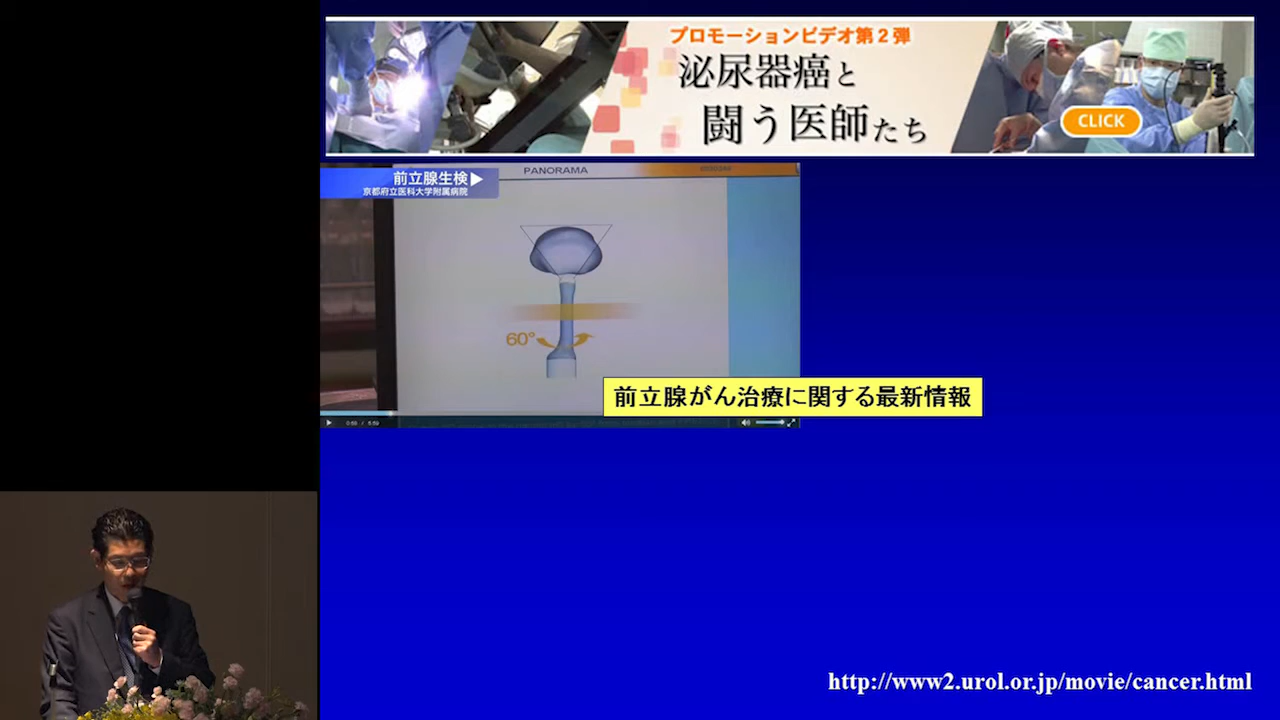 プロモーションビデオ第２弾
泌尿器癌と
闘う医師たち
CLICK
前立腺生検▶
京都府立医科大学附属病院
PANORAMA
60°
前立腺がん治療に関する最新情報
http://www2.urol.or.jp/movie/cancer.html